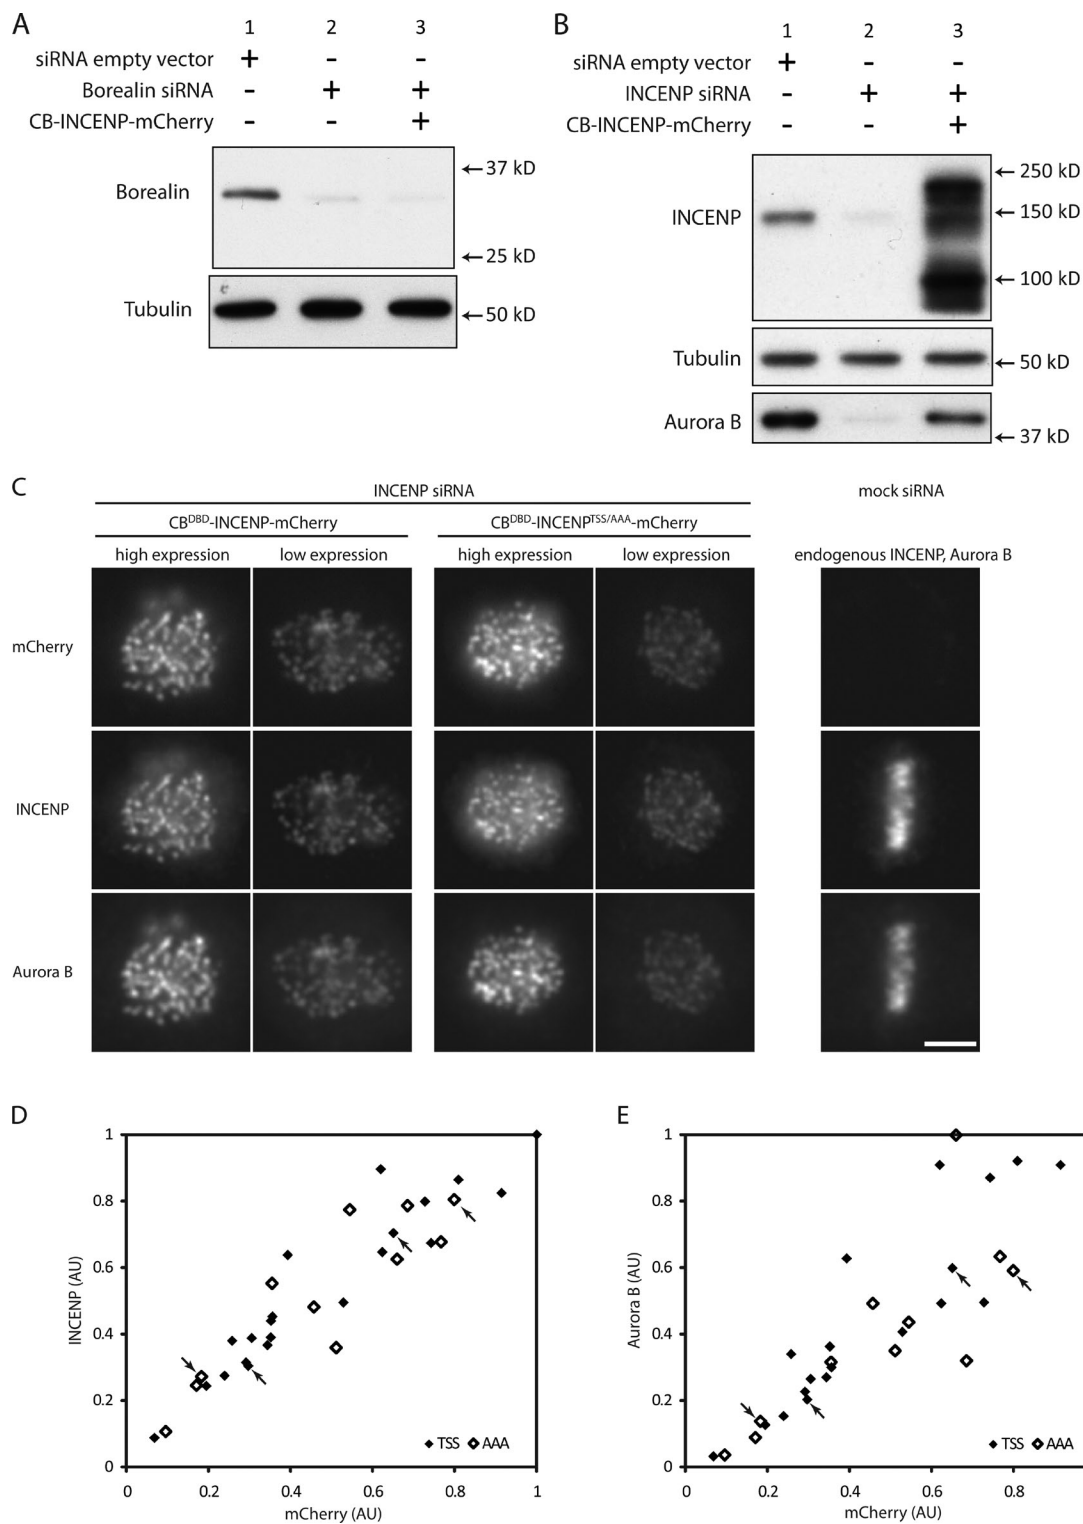 A
1 2 3
siRNA empty vector + - -
Borealin siRNA - + +
CB-INCENP-mCherry - - +
Borealin
← 37 kD
← 25 kD
Tubulin
← 50 kD
B
1 2 3
siRNA empty vector + - -
INCENP siRNA - + +
CB-INCENP-mCherry - - +
INCENP
← 250 kD
← 150 kD
← 100 kD
Tubulin
← 50 kD
Aurora B
← 37 kD
C
INCENP siRNA mock siRNA
CB^DBD-INCENP-mCherry CB^DBD-INCENP^TSS/AAA-mCherry
high expression low expression high expression low expression endogenous INCENP, Aurora B
mCherry
INCENP
Aurora B
D
1
0.8
0.6
0.4
0.2
0
INCENP (AU)
◆ TSS ◇ AAA
0 0.2 0.4 0.6 0.8 1
mCherry (AU)
E
1
0.8
0.6
0.4
0.2
0
Aurora B (AU)
◆ TSS ◇ AAA
0 0.2 0.4 0.6 0.8
mCherry (AU)